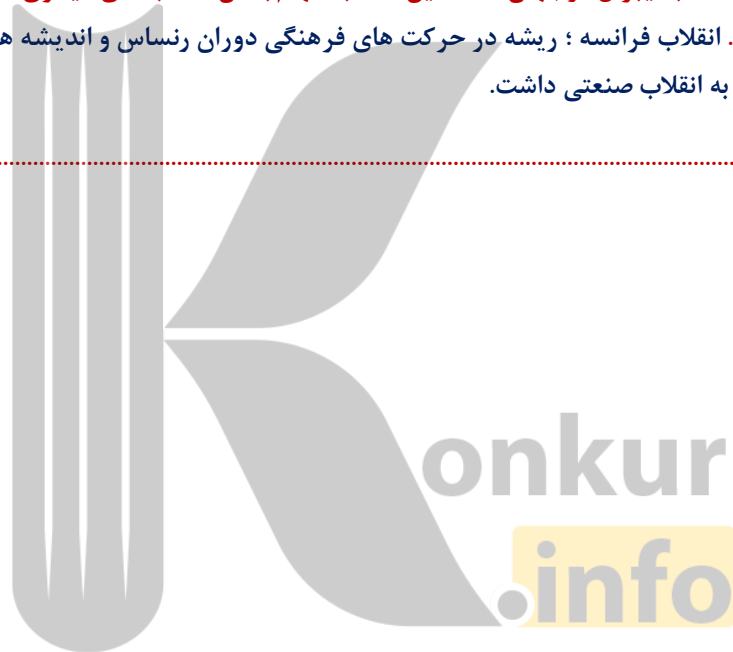 . انقلاب فرانسه ؛ ریشه در حرکت های فرهنگی دوران رنساس و اندیشه ه
به انقلاب صنعتی داشت.
onkur
.info